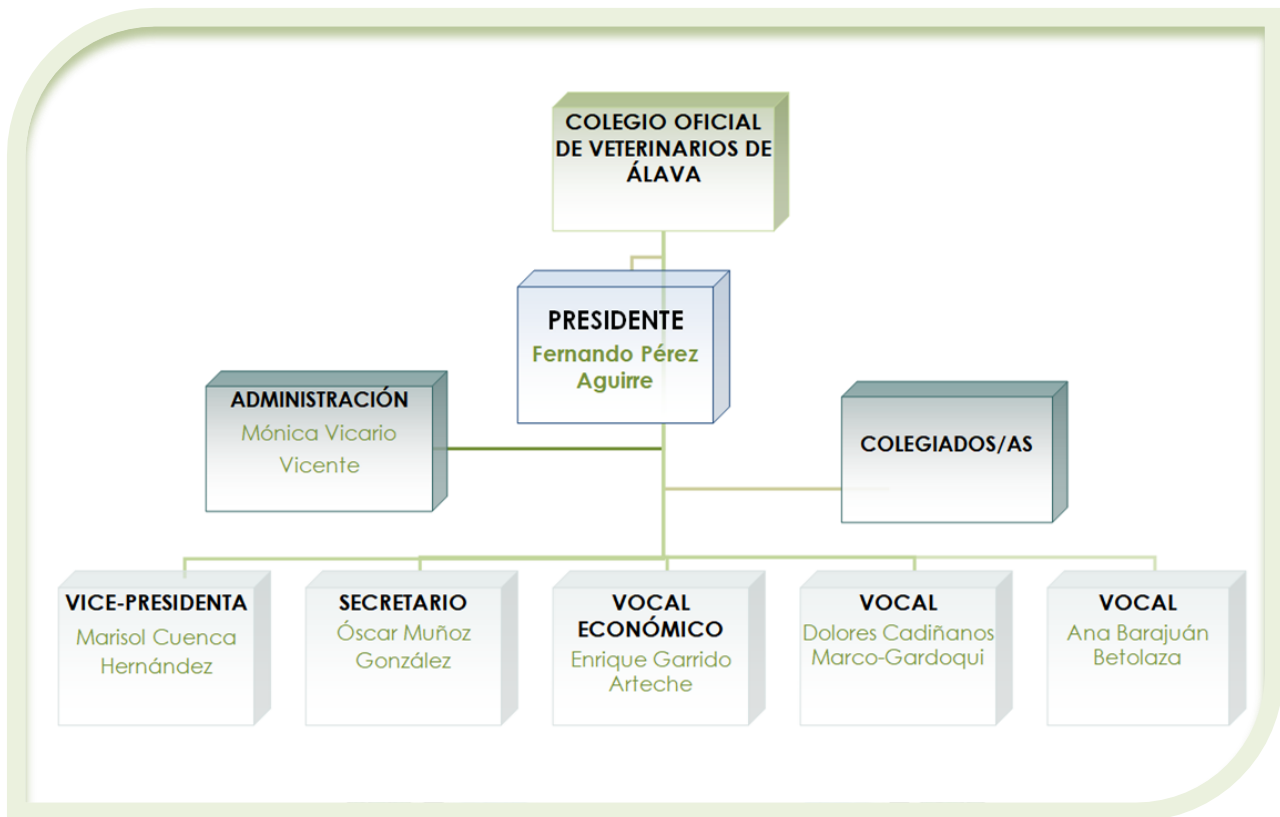 COLEGIO OFICIAL
DE VETERINARIOS DE
ÁLAVA
PRESIDENTE
Fernando Pérez
Aguirre
ADMINISTRACIÓN
Mónica Vicario
Vicente
COLEGIADOS/AS
VICE-PRESIDENTA
Marisol Cuenca
Hernández
SECRETARIO
Óscar Muñoz
González
VOCAL
ECONÓMICO
Enrique Garrido
Arteche
VOCAL
Dolores Cadiñanos
Marco-Gardoqui
VOCAL
Ana Barajuán
Betolaza